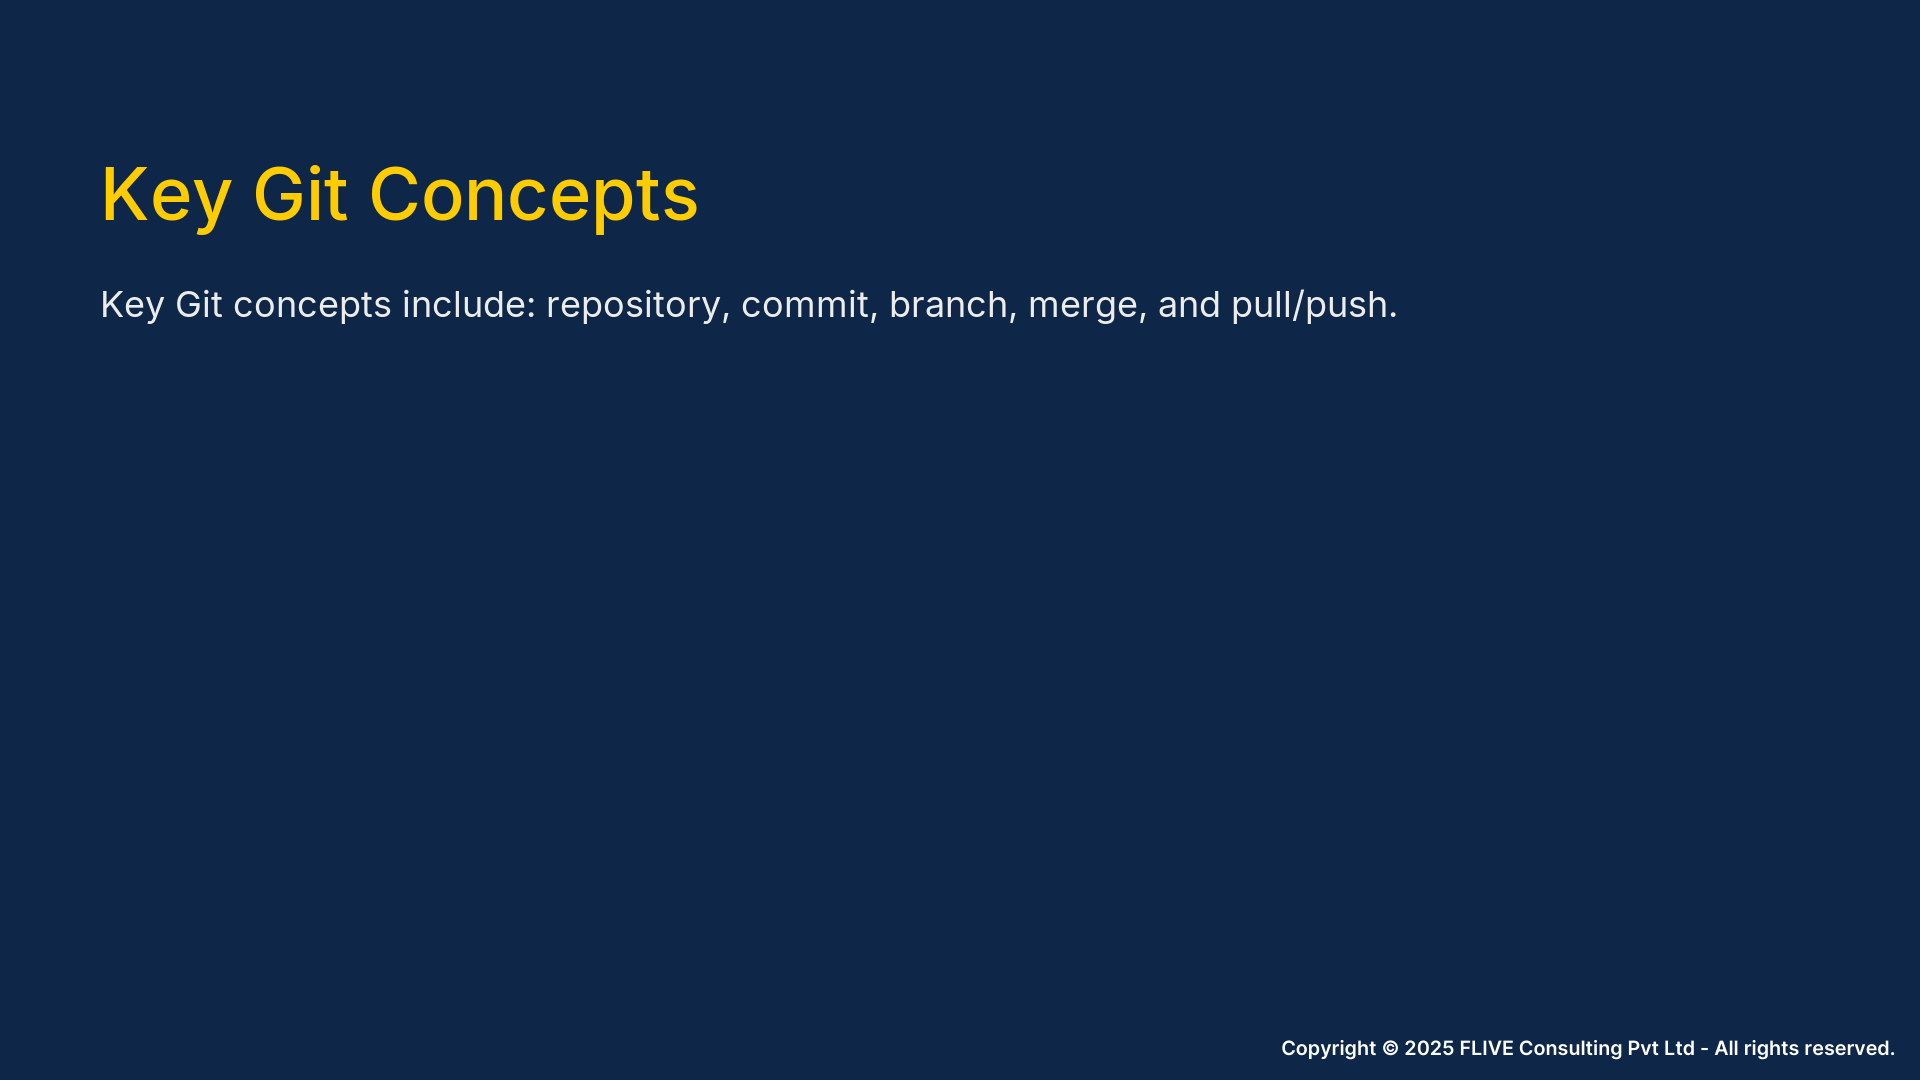 Key Git Concepts
Key Git concepts include: repository, commit, branch, merge, and pull/push.
Copyright © 2025 FLIVE Consulting Pvt Ltd - All rights reserved.